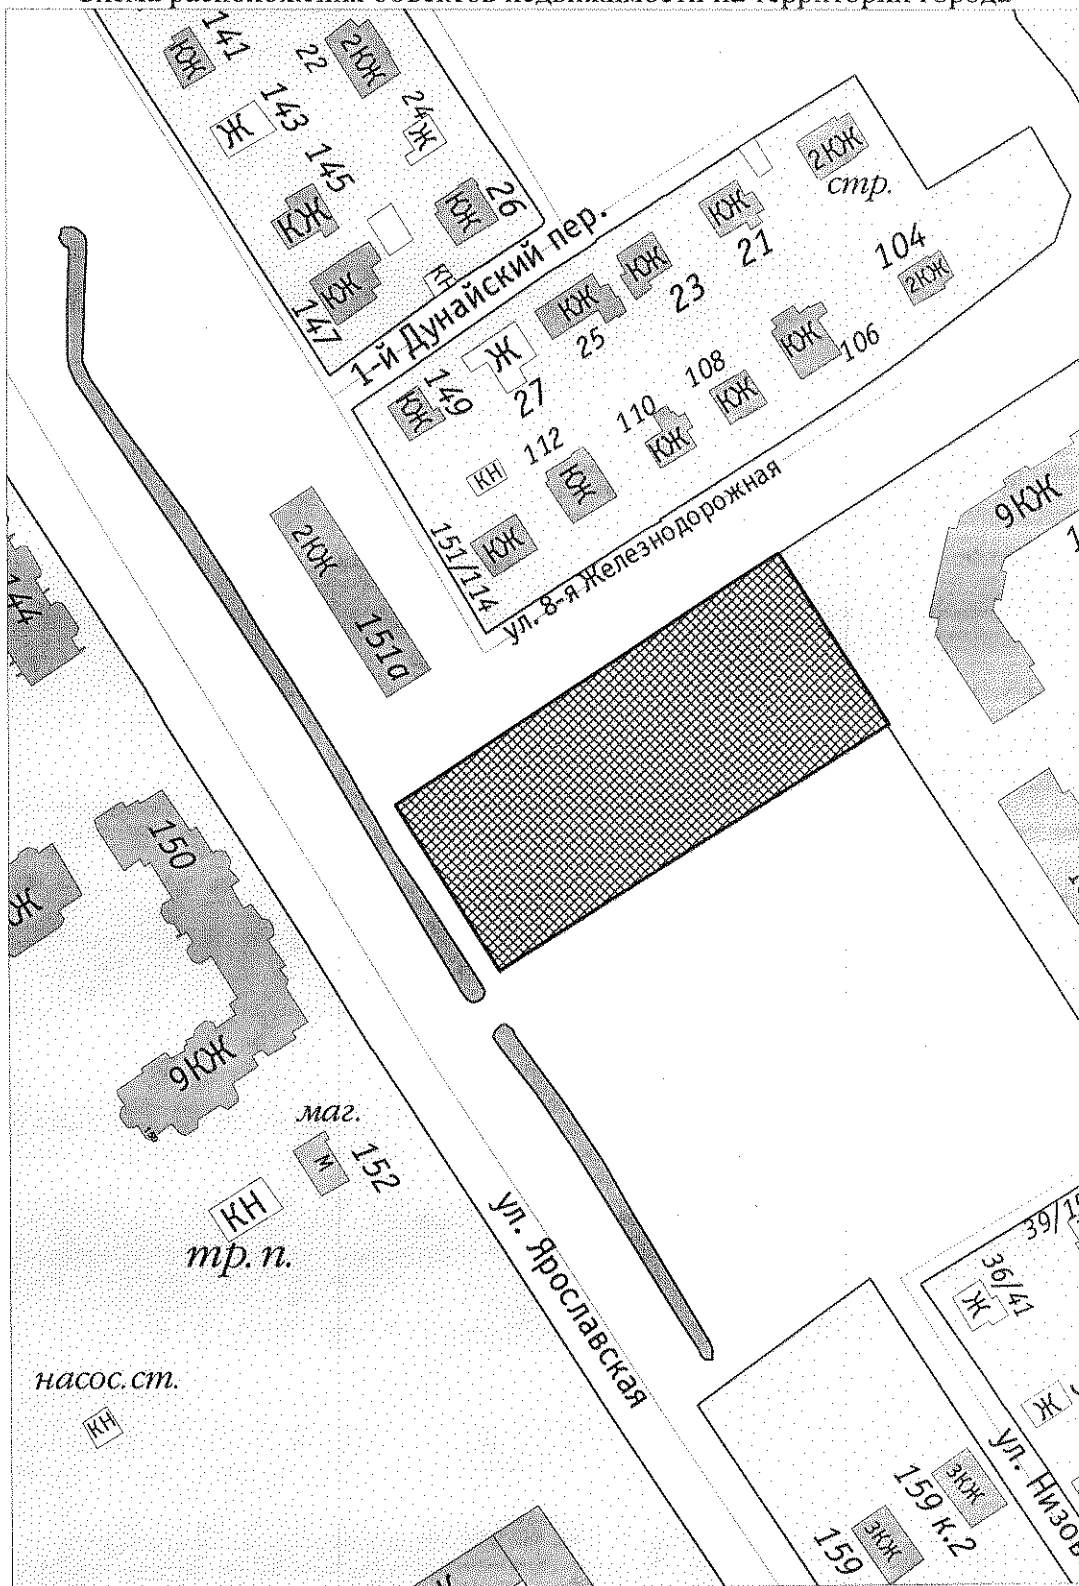 Схема расположения объектов недвижимости на территории города
141
КЖ
22
2КЖ
143
Ж
24
Ж
145
КЖ
26
КЖ
2КЖ
стр.
КЖ
147
КН
1-й Дунайский пер.
КЖ
21
КЖ
23
КЖ
25
104
2КЖ
Ж
27
149
КЖ
КЖ
106
108
КЖ
110
КЖ
112
КН
КЖ
151/114
КЖ
ул. 8-я Железнодорожная
9КЖ
2КЖ
151а
144
150
Ж
9КЖ
маг.
м
152
КН
тр. п.
ул. Ярославская
39/1
36/41
Ж
насос. ст.
КН
Ж
ул. Низов
3КЖ
159 к.2
3КЖ
159